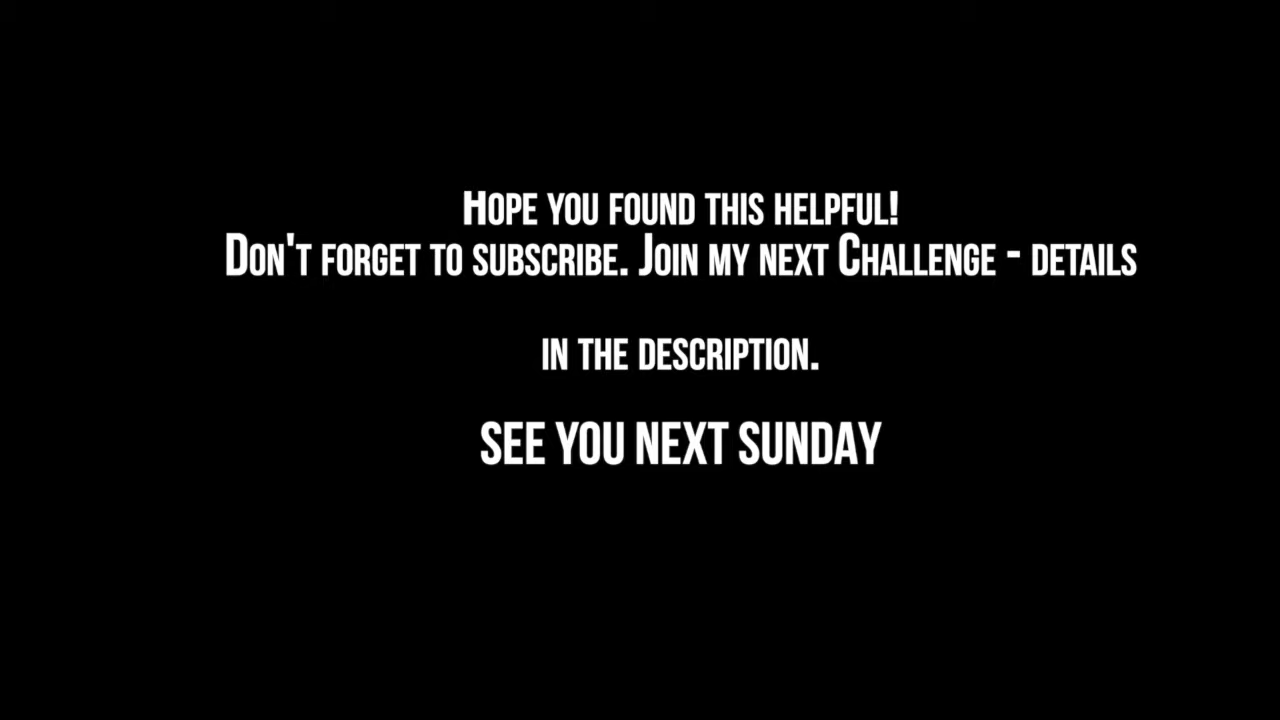 Hope you found this helpful!
Don't forget to subscribe. Join my next Challenge - details
in the description.
SEE YOU NEXT SUNDAY